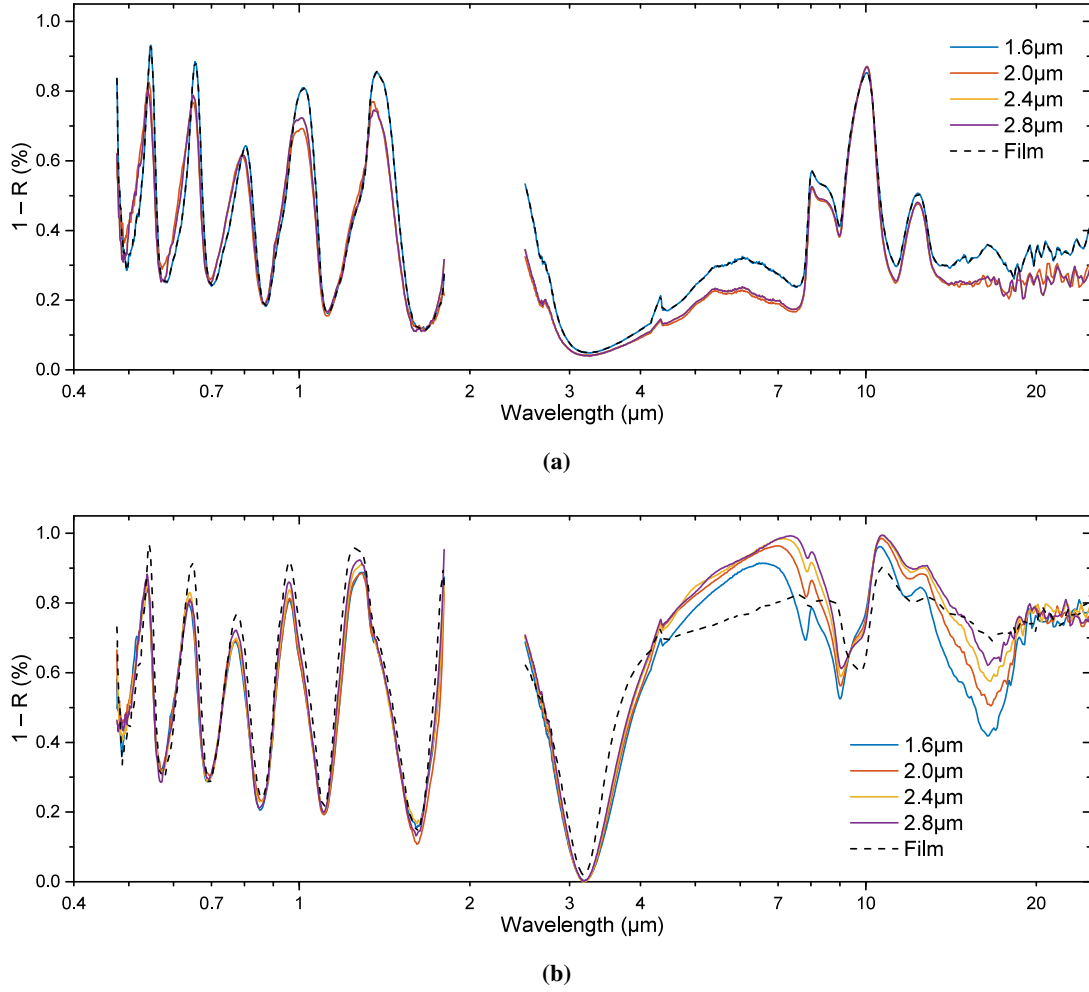 1.0
0.8
0.6
0.4
0.2
0.0
1 – R (%)
1.6µm
2.0µm
2.4µm
2.8µm
Film
0.4 0.7 1 2 3 4 7 10 20
Wavelength (µm)
(a)
1.0
0.8
0.6
0.4
0.2
0.0
1 – R (%)
1.6µm
2.0µm
2.4µm
2.8µm
Film
0.4 0.7 1 2 3 4 7 10 20
Wavelength (µm)
(b)